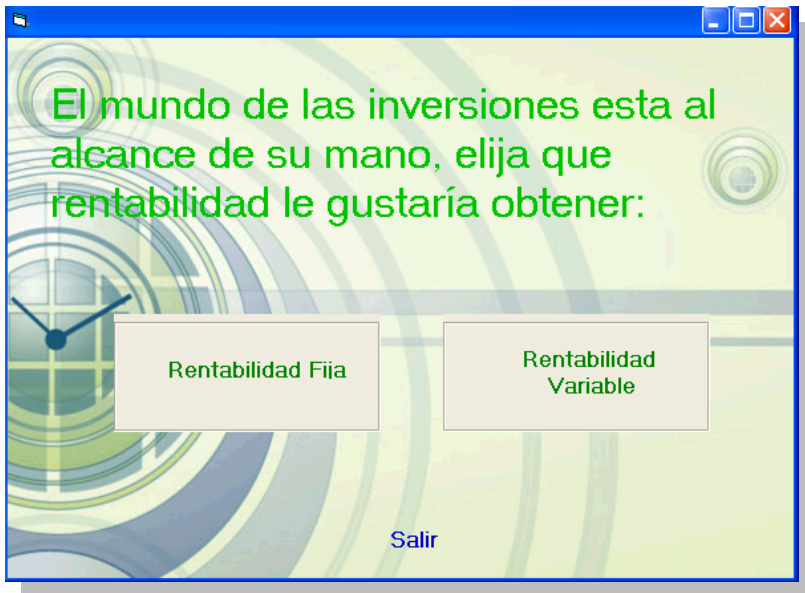 El mundo de las inversiones esta al
alcance de su mano, elija que
rentabilidad le gustaría obtener:
Rentabilidad Fija
Rentabilidad
Variable
Salir